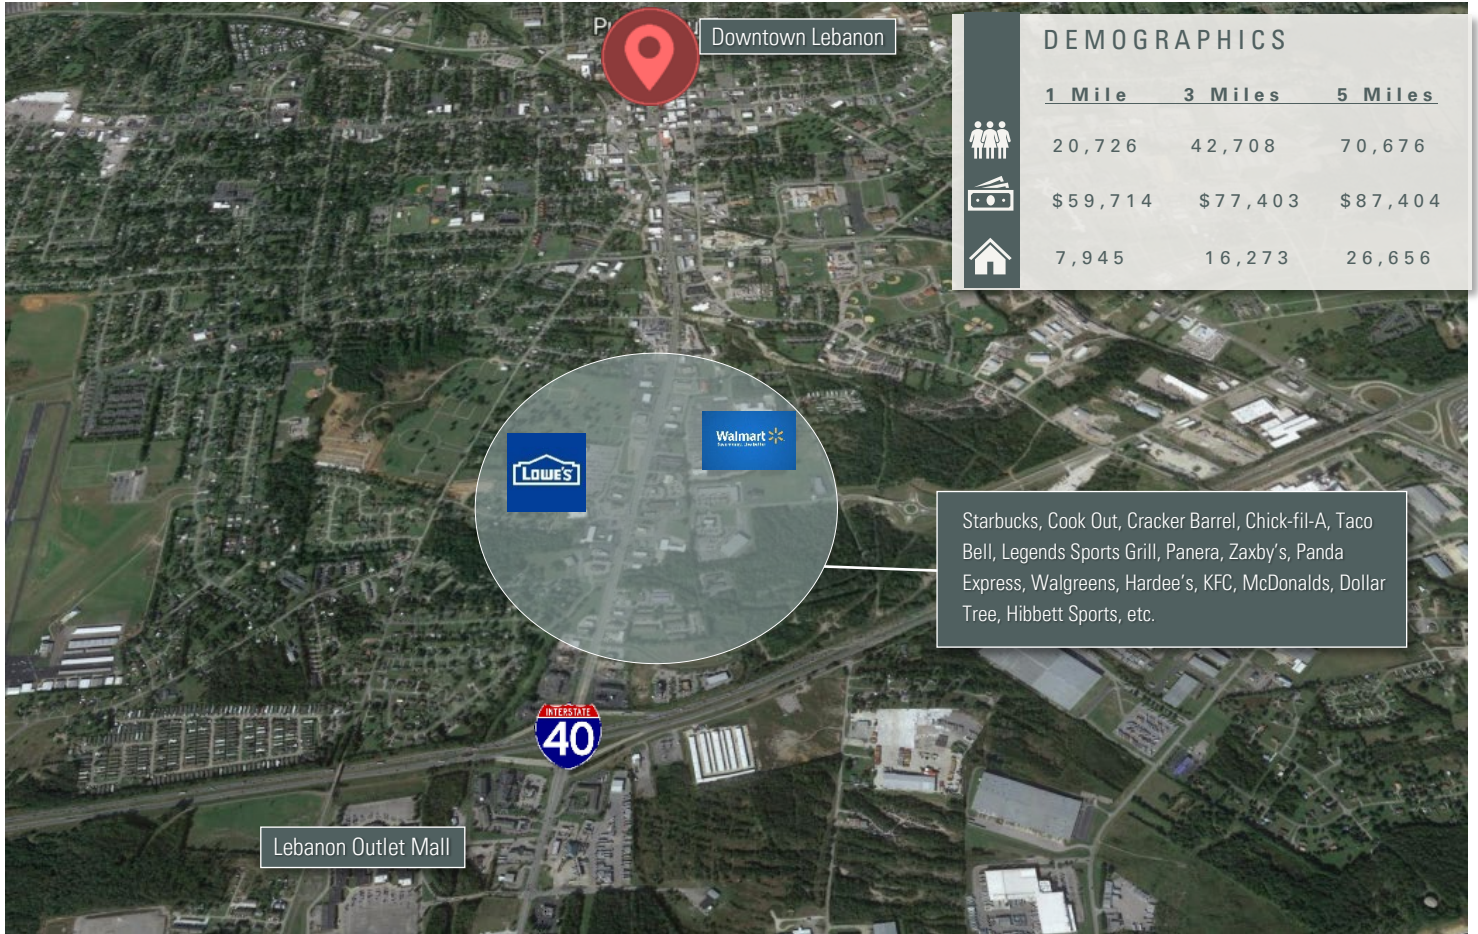 Downtown Lebanon
DEMOGRAPHICS
1 Mile 3 Miles 5 Miles
20,726 42,708 70,676
$59,714 $77,403 $87,404
7,945 16,273 26,656
Walmart
LOWE'S
Starbucks, Cook Out, Cracker Barrel, Chick-fil-A, Taco
Bell, Legends Sports Grill, Panera, Zaxby's, Panda
Express, Walgreens, Hardee's, KFC, McDonalds, Dollar
Tree, Hibbett Sports, etc.
INTERSTATE
40
Lebanon Outlet Mall